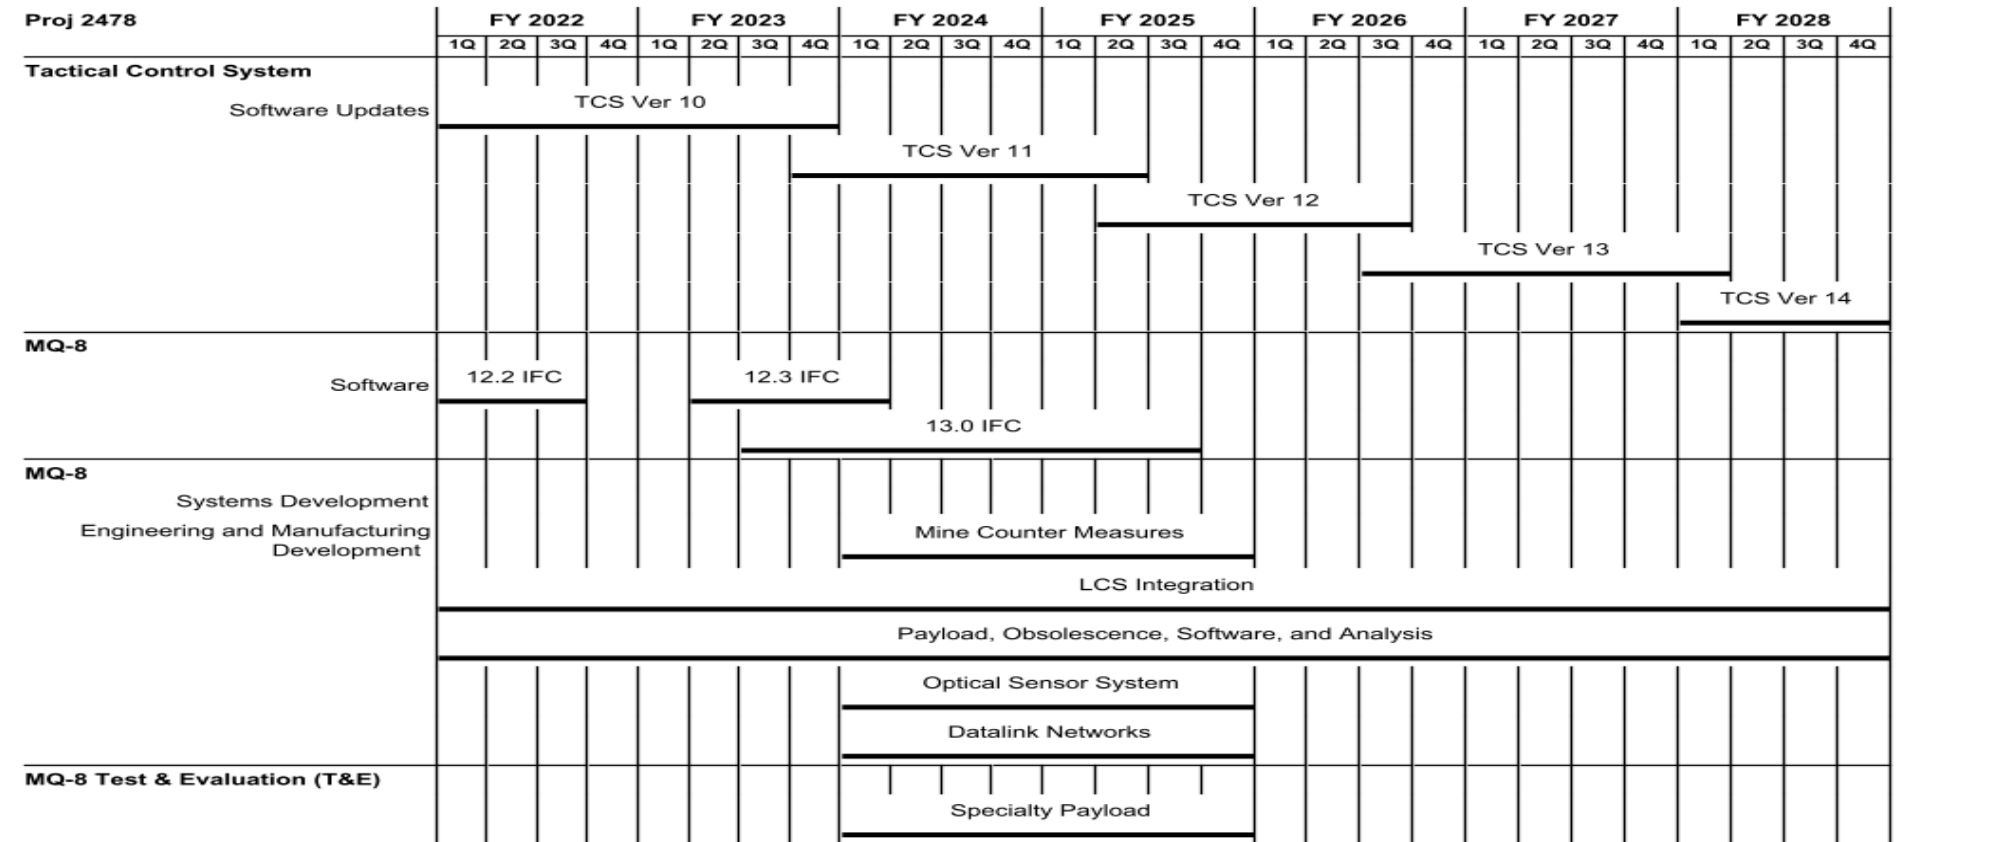 Proj 2478 FY 2022 FY 2023 FY 2024 FY 2025 FY 2026 FY 2027 FY 2028
1Q 2Q 3Q 4Q 1Q 2Q 3Q 4Q 1Q 2Q 3Q 4Q 1Q 2Q 3Q 4Q 1Q 2Q 3Q 4Q 1Q 2Q 3Q 4Q 1Q 2Q 3Q 4Q
Tactical Control System
Software Updates TCS Ver 10
TCS Ver 11
TCS Ver 12
TCS Ver 13
TCS Ver 14
MQ-8
Software 12.2 IFC 12.3 IFC
13.0 IFC
MQ-8
Systems Development
Engineering and Manufacturing
Development
Mine Counter Measures
LCS Integration
Payload, Obsolescence, Software, and Analysis
Optical Sensor System
Datalink Networks
MQ-8 Test & Evaluation (T&E)
Specialty Payload